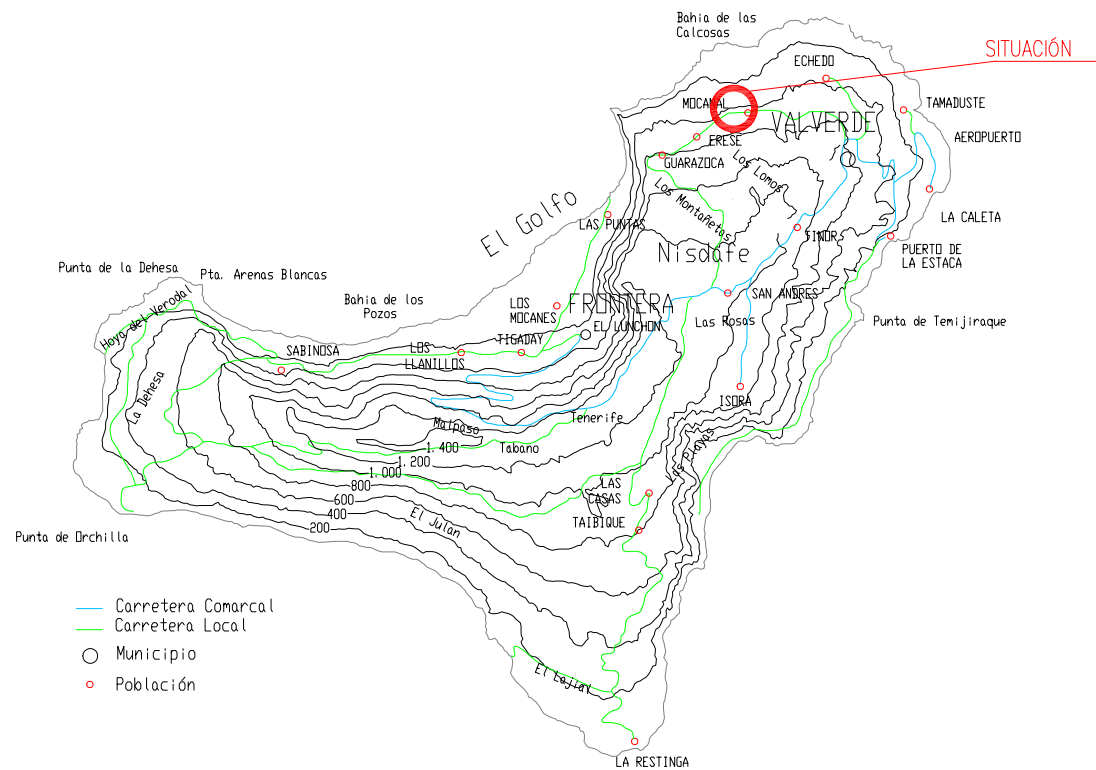 Bahia de las
Calcosas
SITUACIÓN
ECHEDO
MOCANAL
TAMADUSTE
VALVERDE
AEROPUERTO
ERESE
GUARAZOCA
Los Lomos
Las Montañetas
El Golfo
LAS PUNTAS
TIÑOR
LA CALETA
PUERTO DE
LA ESTACA
Nisdafe
Punta de la Dehesa
Pta. Arenas Blancas
Bahia de los
Pozos
Hoya del Verodal
LOS
MOCANES
FRONTERA
SAN ANDRES
Las Rosas
Punta de Temijiraque
EL LUNCHON
TIGADAY
LOS
LLANILLOS
SABINOSA
La Dehesa
ISORA
Malpaso
Tenerife
Tabano
1.400
1.200
1.000
800
600
400
200
Las Playas
LAS
CASAS
TAIBIQUE
El Julan
Punta de Orchilla
Carretera Comarcal
Carretera Local
Municipio
Población
El Lajial
LA RESTINGA